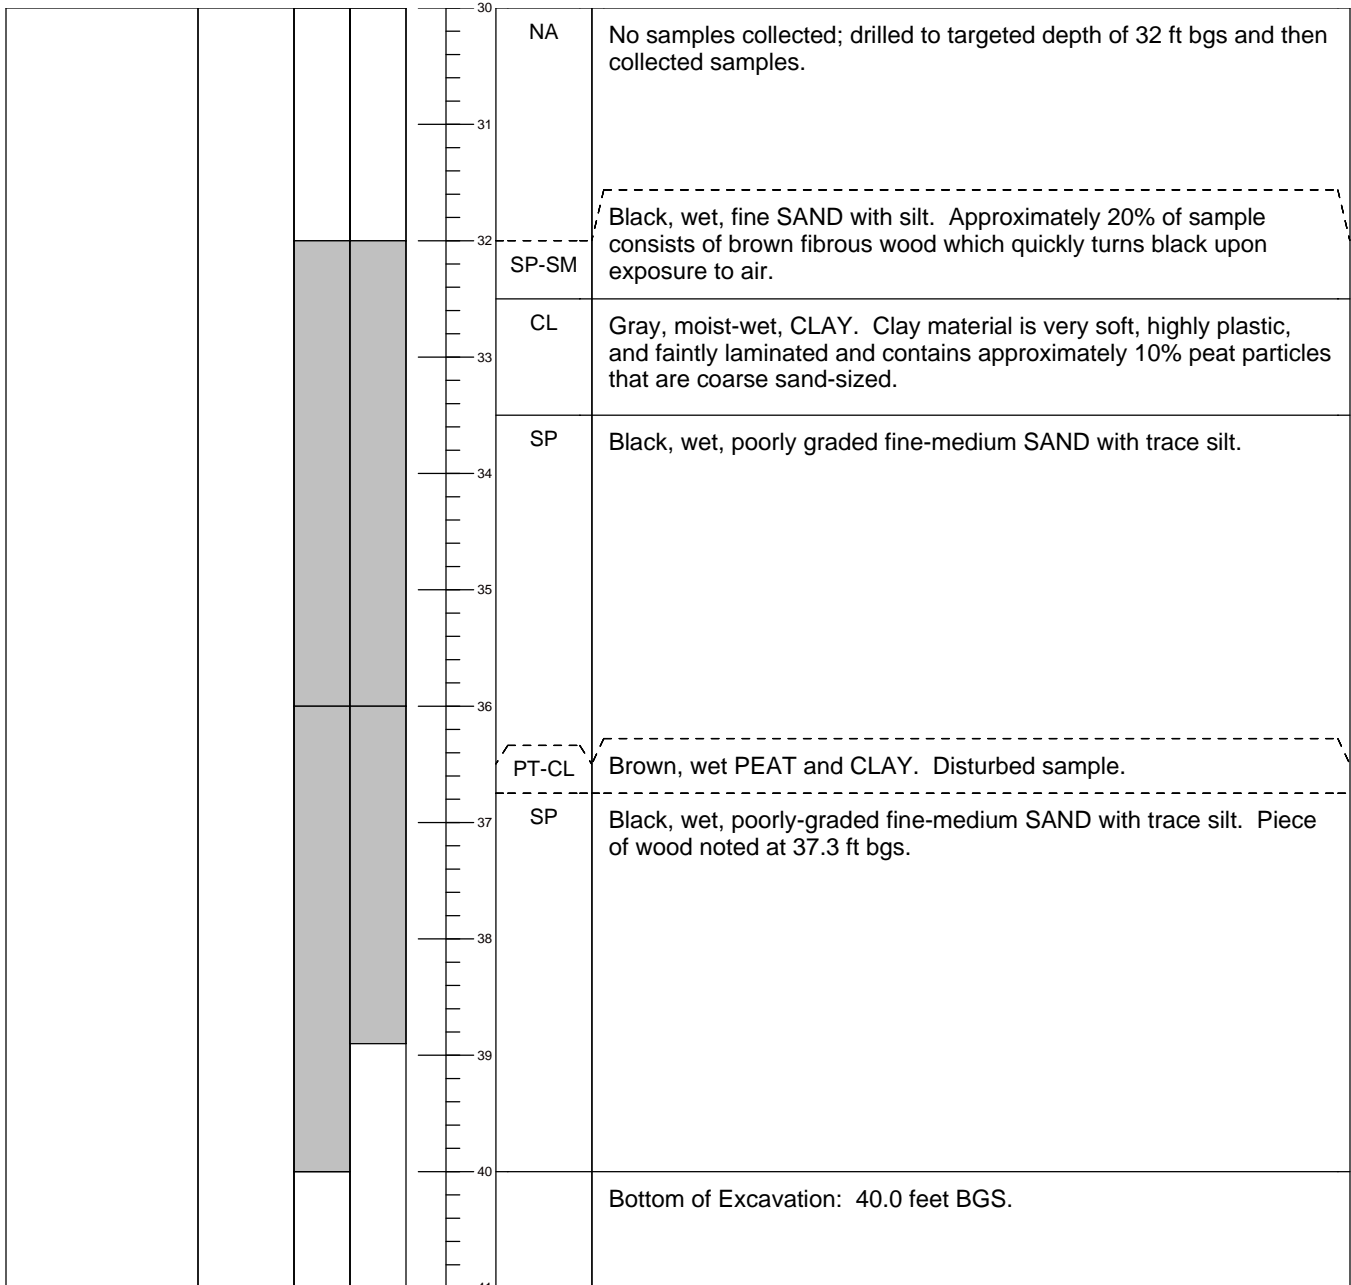 30
NA
No samples collected; drilled to targeted depth of 32 ft bgs and then
collected samples.
31
Black, wet, fine SAND with silt.  Approximately 20% of sample
consists of brown fibrous wood which quickly turns black upon
exposure to air.
32
SP-SM
CL
Gray, moist-wet, CLAY.  Clay material is very soft, highly plastic,
and faintly laminated and contains approximately 10% peat particles
that are coarse sand-sized.
33
SP
Black, wet, poorly graded fine-medium SAND with trace silt.
34
35
36
PT-CL
Brown, wet PEAT and CLAY.  Disturbed sample.
SP
Black, wet, poorly-graded fine-medium SAND with trace silt.  Piece
of wood noted at 37.3 ft bgs.
37
38
39
40
Bottom of Excavation:  40.0 feet BGS.